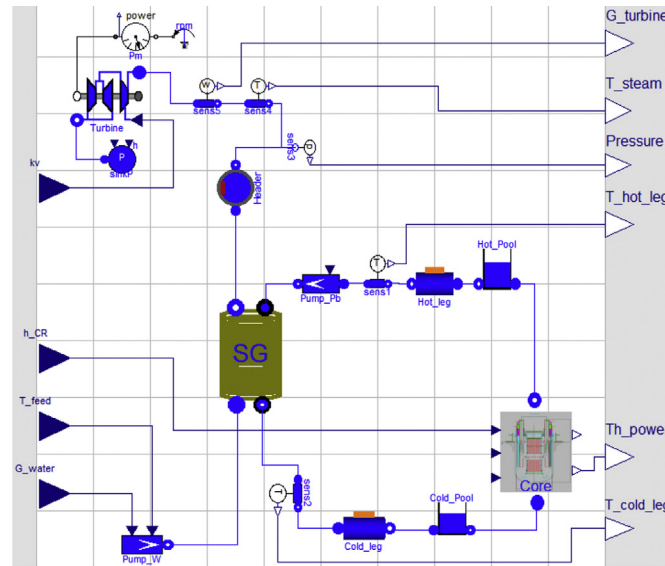 G_turbine
power
rpm
Pm
T_steam
W
T
sens5
sens4
Turbine
Pressure
p
sens3
h
P
sinkP
kv
Header
T_hot_leg
Hot_Pool
T
Pump_Pb
sens1
Hot_leg
h_CR
SG
T_feed
Th_power
Core
G_water
T
sens2
Cold_Pool
T_cold_leg
Cold_leg
Pump_W